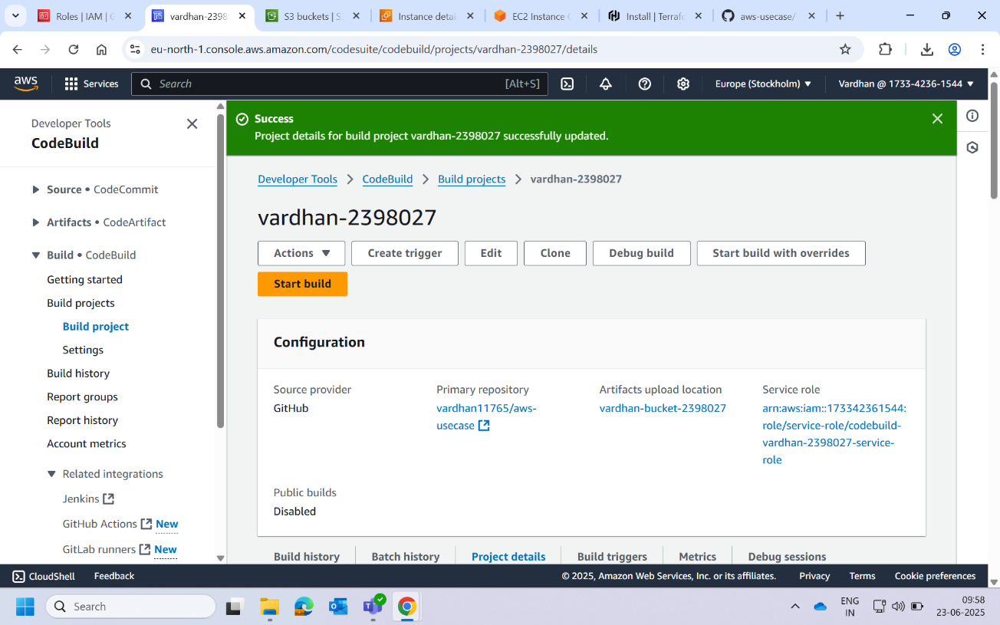 Roles | IAM | G
vardhan-2398
S3 buckets | S
Instance detai
EC2 Instance C
Install | Terrafo
aws-usecase/
eu-north-1.console.aws.amazon.com/codesuite/codebuild/projects/vardhan-2398027/details
aws
Services
Search
[Alt+S]
Europe (Stockholm)
Vardhan @ 1733-4236-1544
Developer Tools
CodeBuild
Source • CodeCommit
Artifacts • CodeArtifact
Build • CodeBuild
Getting started
Build projects
Build project
Settings
Build history
Report groups
Report history
Account metrics
Related integrations
Jenkins
GitHub Actions New
GitLab runners New
Success
Project details for build project vardhan-2398027 successfully updated.
Developer Tools > CodeBuild > Build projects > vardhan-2398027
vardhan-2398027
Actions
Create trigger
Edit
Clone
Debug build
Start build with overrides
Start build
Configuration
Source provider
GitHub
Primary repository
vardhan11765/aws-
usecase
Artifacts upload location
vardhan-bucket-2398027
Service role
arn:aws:iam::173342361544:
role/service-role/codebuild-
vardhan-2398027-service-
role
Public builds
Disabled
Build history
Batch history
Project details
Build triggers
Metrics
Debug sessions
CloudShell
Feedback
© 2025, Amazon Web Services, Inc. or its affiliates.
Privacy
Terms
Cookie preferences
Search
ENG
IN
09:58
23-06-2025